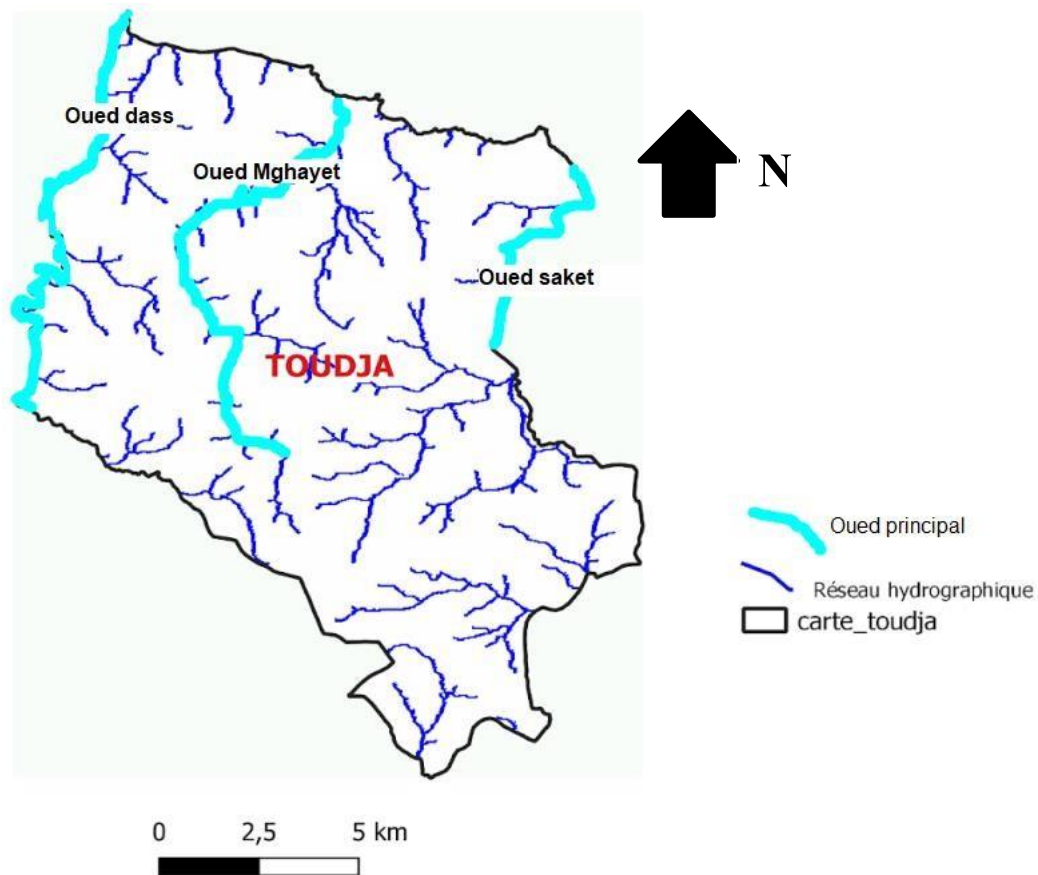 Oued dass
Oued Mghayet
N
Oued saket
TOUDJA
Oued principal
Réseau hydrographique
carte_toudja
0 2,5 5 km